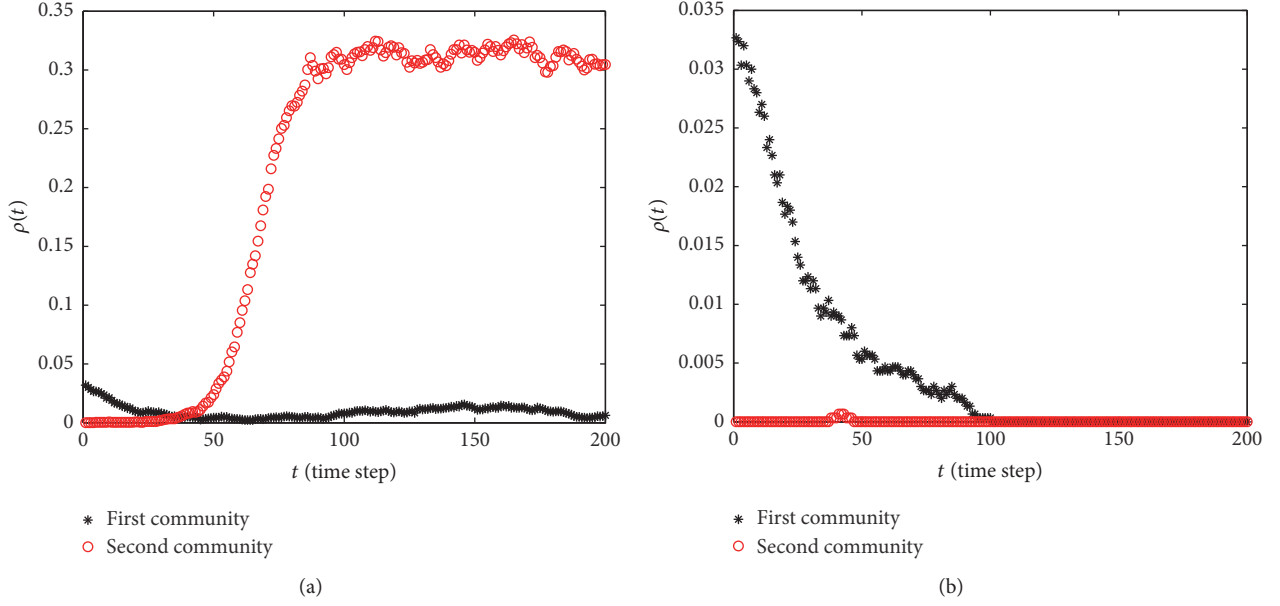 0.35
0.3
0.25
0.2
0.15
0.1
0.05
0
ρ(t)
0 50 100 150 200
t (time step)
First community
Second community
(a)
0.035
0.03
0.025
0.02
0.015
0.01
0.005
0
ρ(t)
0 50 100 150 200
t (time step)
First community
Second community
(b)